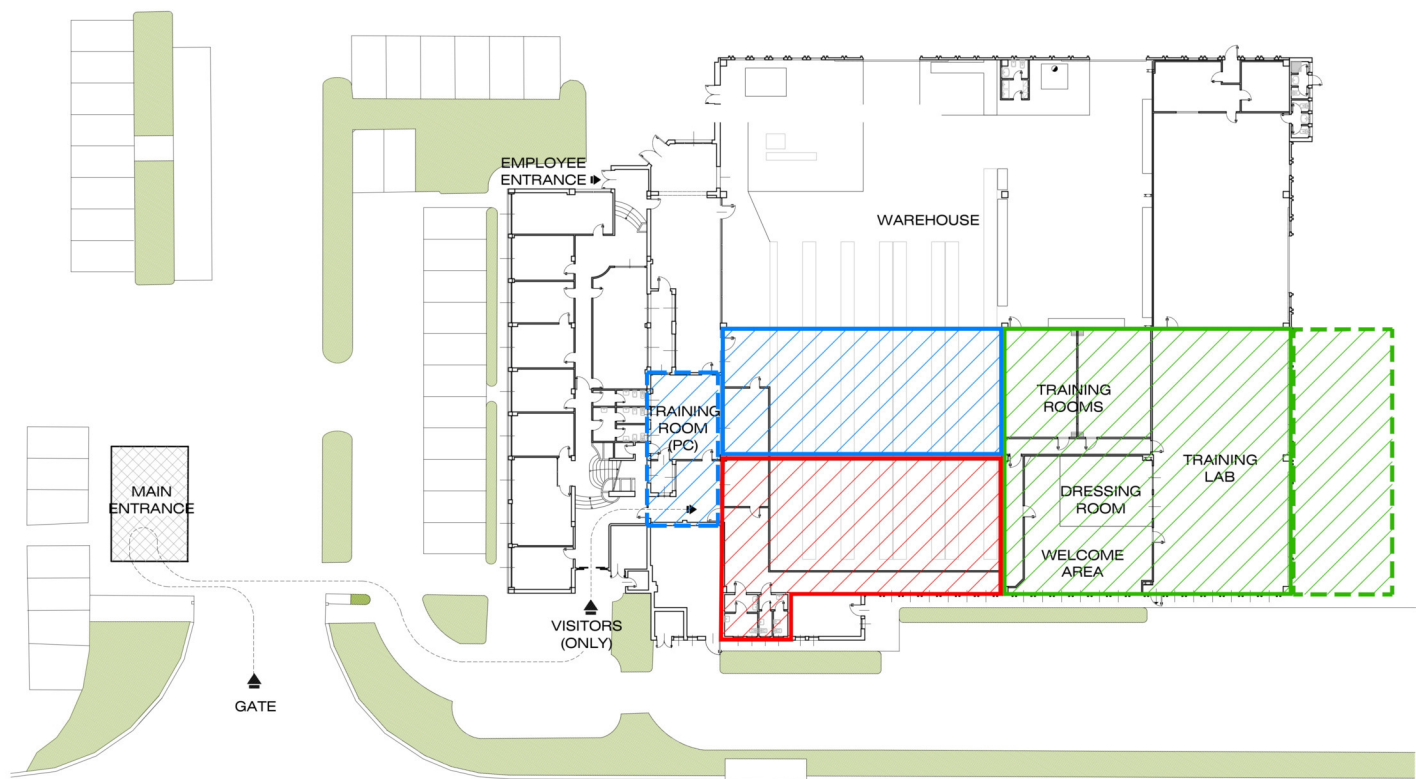 EMPLOYEE
ENTRANCE
WAREHOUSE
TRAINING
ROOMS
TRAINING
ROOM
(PC)
TRAINING
LAB
MAIN
ENTRANCE
DRESSING
ROOM
WELCOME
AREA
VISITORS
(ONLY)
GATE